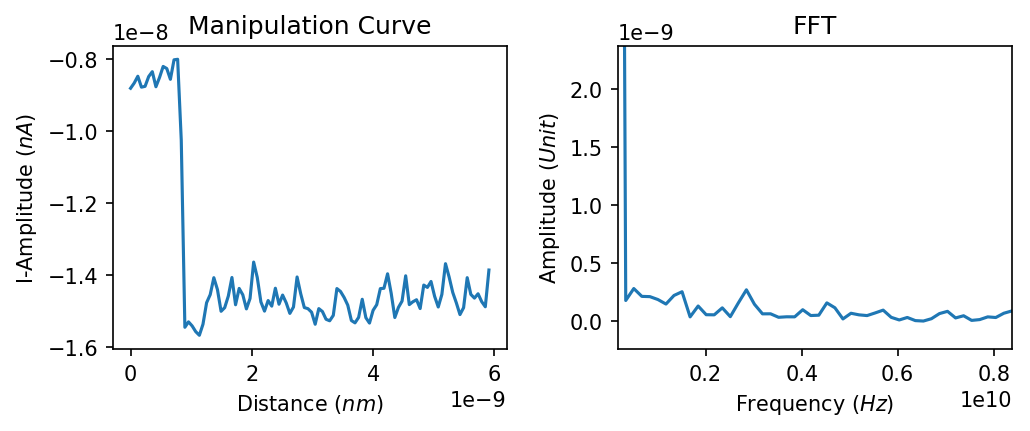 Manipulation Curve
1e−8
−0.8
−1.0
−1.2
−1.4
−1.6
I-Amplitude (nA)
0
2
4
6
1e−9
Distance (nm)
FFT
1e−9
2.0
1.5
1.0
0.5
0.0
Amplitude (Unit)
0.2
0.4
0.6
0.8
1e10
Frequency (Hz)